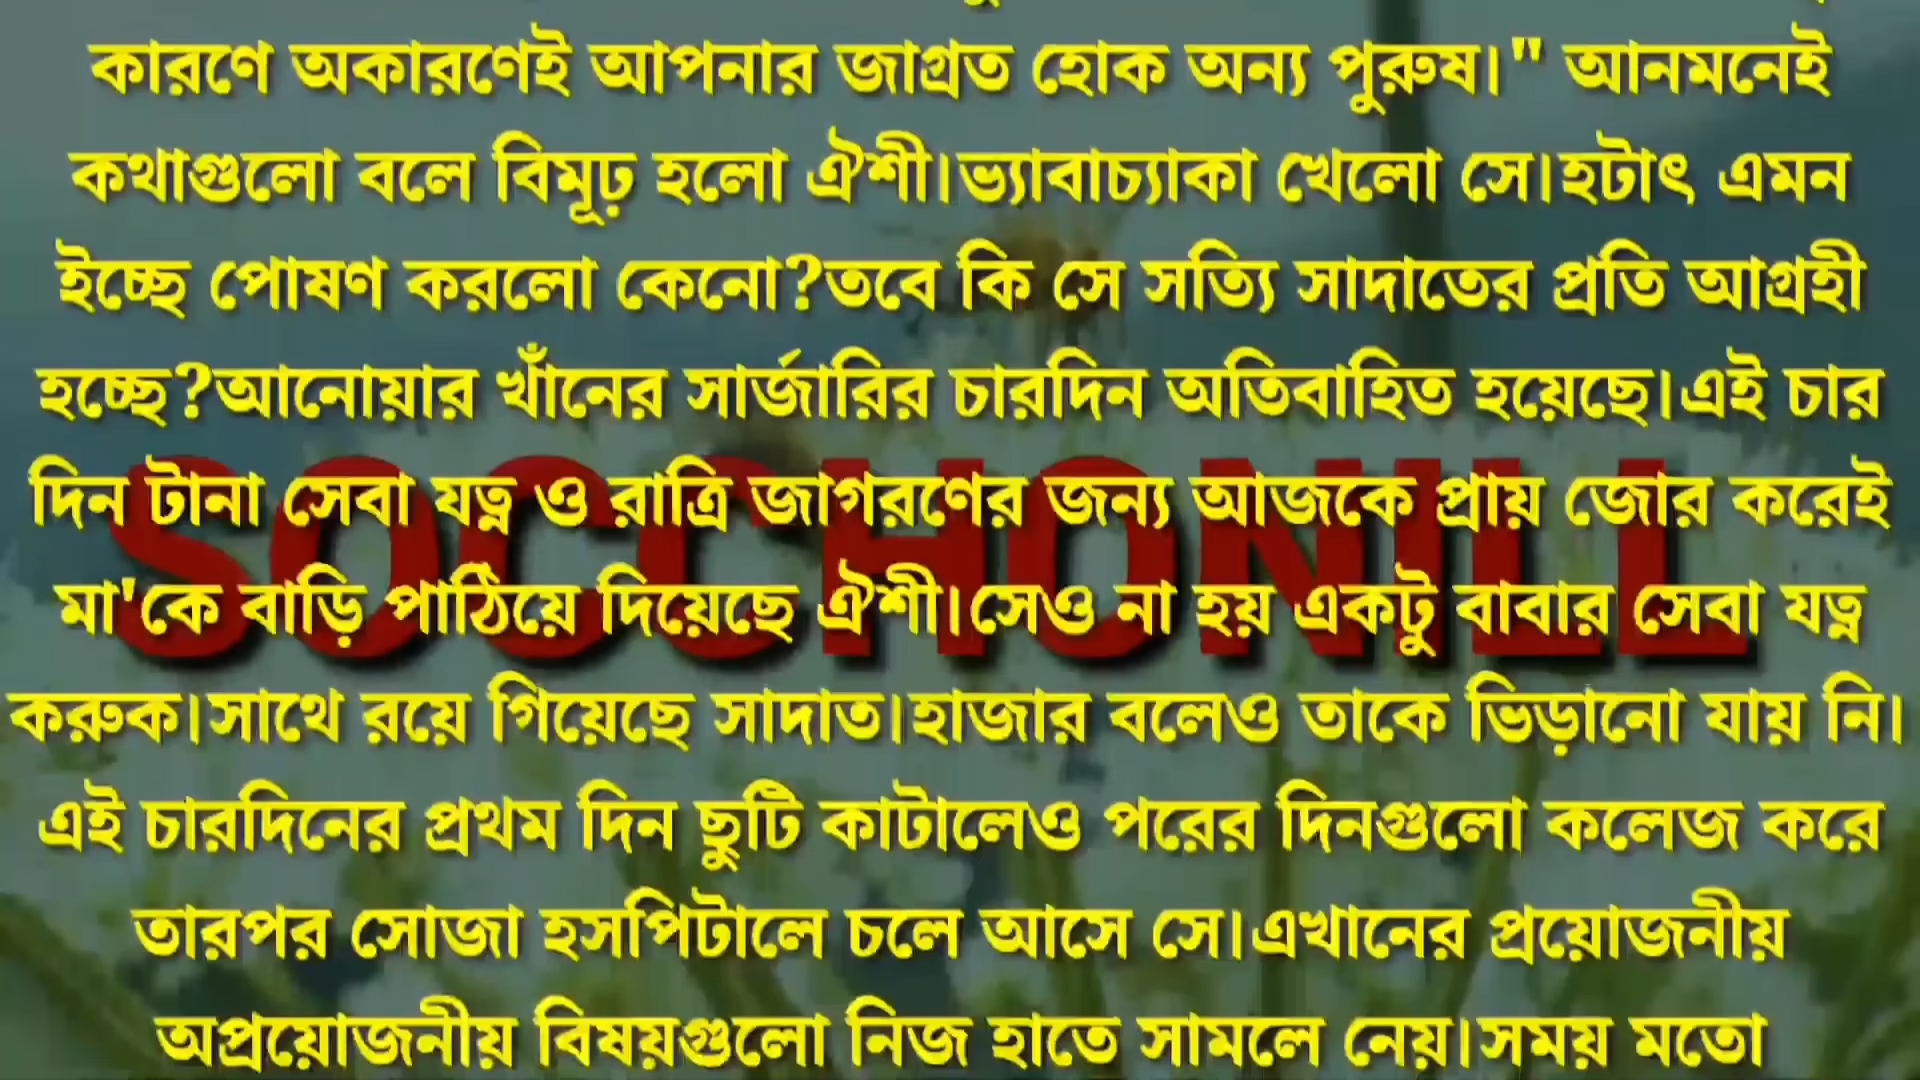 কারণে অকারণেই আপনার জাগ্রত হোক অন্য পুরুষ।" আনমনেই
কথাগুলো বলে বিমূঢ় হলো ঐশী।ভ্যাবাচ্যাকা খেলো সে।হটাৎ এমন
ইচ্ছে পোষণ করলো কেনো?তবে কি সে সত্যি সাদাতের প্রতি আগ্রহী
হচ্ছে?আনোয়ার খাঁনের সার্জারির চারদিন অতিবাহিত হয়েছে।এই চার
দিন টানা সেবা যত্ন ও রাত্রি জাগরণের জন্য আজকে প্রায় জোর করেই
SOCCHONILL
মা'কে বাড়ি পাঠিয়ে দিয়েছে ঐশী।সেও না হয় একটু বাবার সেবা যত্ন
করুক।সাথে রয়ে গিয়েছে সাদাত।হাজার বলেও তাকে ভিড়ানো যায় নি।
এই চারদিনের প্রথম দিন ছুটি কাটালেও পরের দিনগুলো কলেজ করে
তারপর সোজা হসপিটালে চলে আসে সে।এখানের প্রয়োজনীয়
অপ্রয়োজনীয় বিষয়গুলো নিজ হাতে সামলে নেয়।সময় মতো